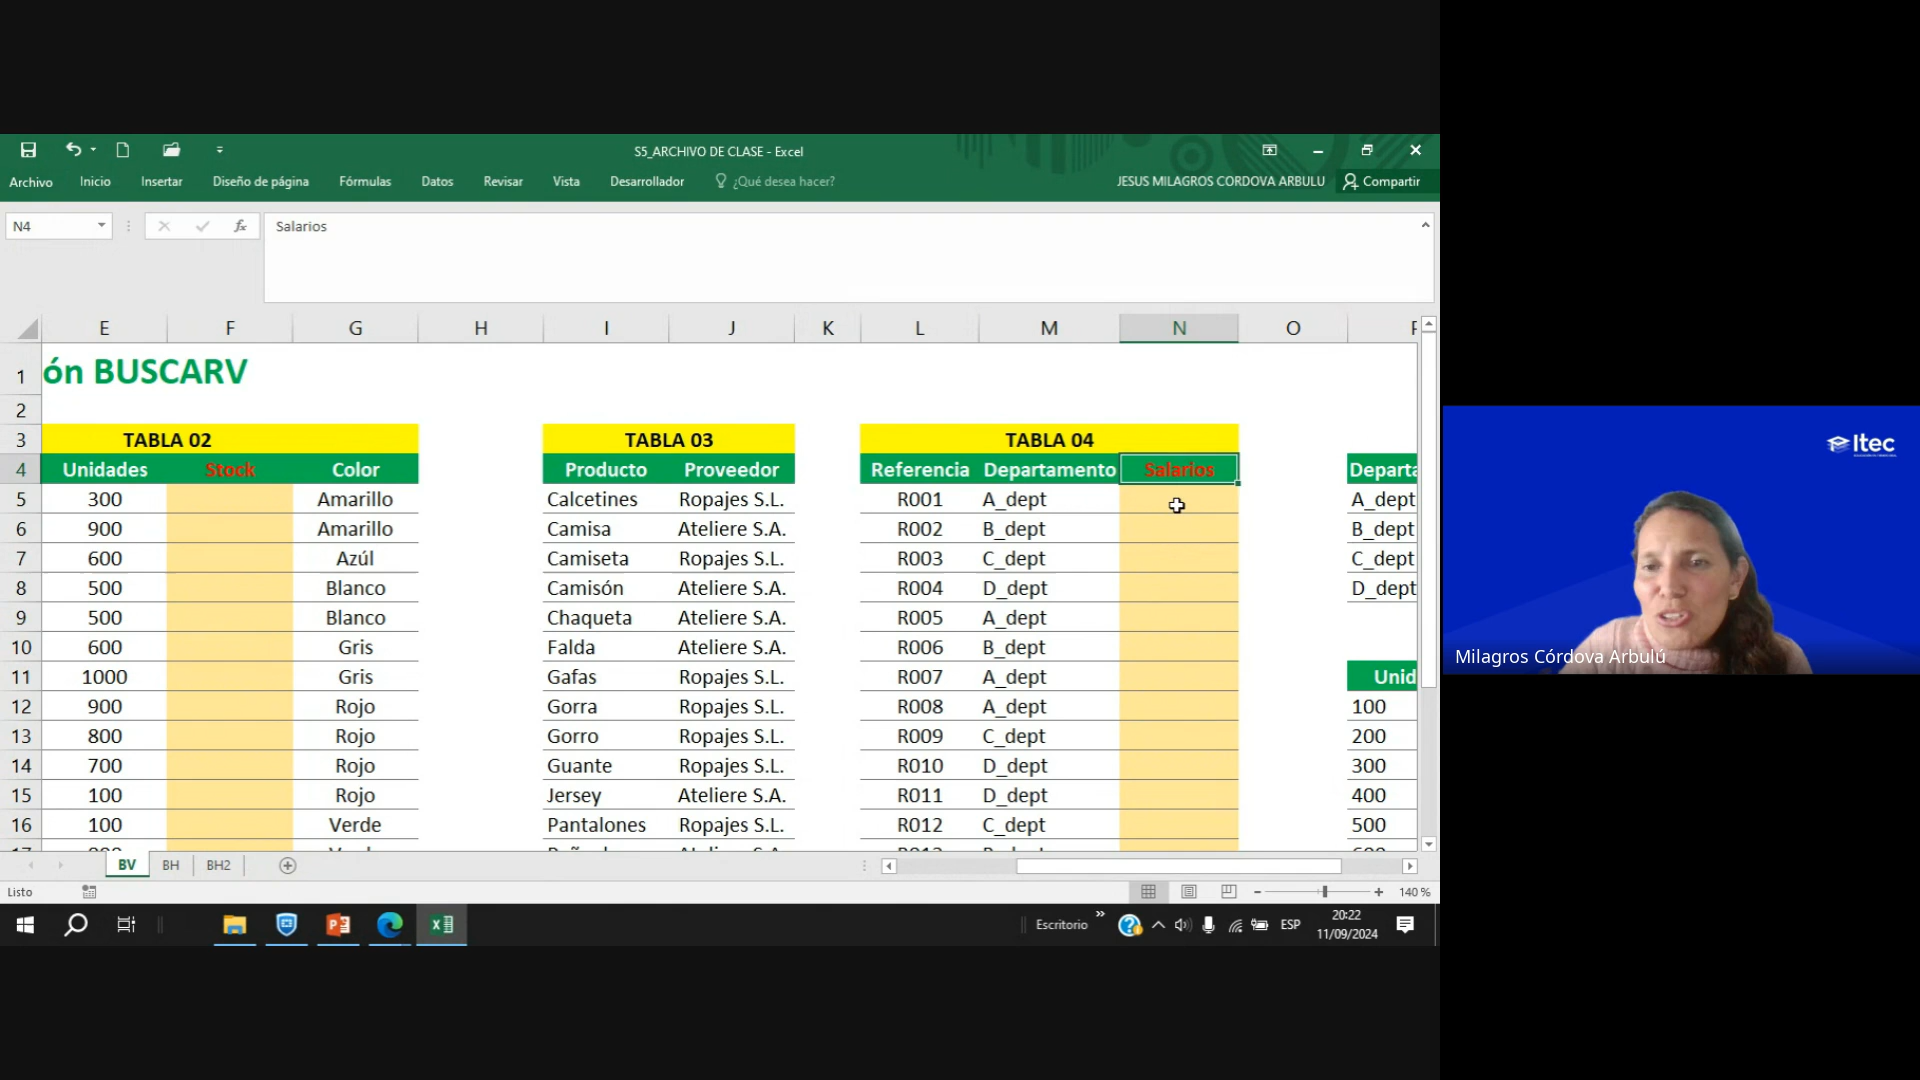 S5_ARCHIVO DE CLASE - Excel
Archivo Inicio Insertar Diseño de página Fórmulas Datos Revisar Vista Desarrollador ¿Qué desea hacer? JESUS MILAGROS CORDOVA ARBULU Compartir
N4 fx Salarios
E F G H I J K L M N O
1 ón BUSCARV
2
3 TABLA 02 TABLA 03 TABLA 04
4 Unidades Stock Color Producto Proveedor Referencia Departamento Salarios Departa
5 300 Amarillo Calcetines Ropajes S.L. R001 A_dept A_dept
6 900 Amarillo Camisa Ateliere S.A. R002 B_dept B_dept
7 600 Azúl Camiseta Ropajes S.L. R003 C_dept C_dept
8 500 Blanco Camisón Ateliere S.A. R004 D_dept D_dept
9 500 Blanco Chaqueta Ateliere S.A. R005 A_dept
10 600 Gris Falda Ateliere S.A. R006 B_dept
11 1000 Gris Gafas Ropajes S.L. R007 A_dept Unid
12 900 Rojo Gorra Ropajes S.L. R008 A_dept 100
13 800 Rojo Gorro Ropajes S.L. R009 C_dept 200
14 700 Rojo Guante Ropajes S.L. R010 D_dept 300
15 100 Rojo Jersey Ateliere S.A. R011 D_dept 400
16 100 Verde Pantalones Ropajes S.L. R012 C_dept 500
BV BH BH2
Listo 140 %
Escritorio ESP 20:22
11/09/2024
Itec
Milagros Córdova Arbulú